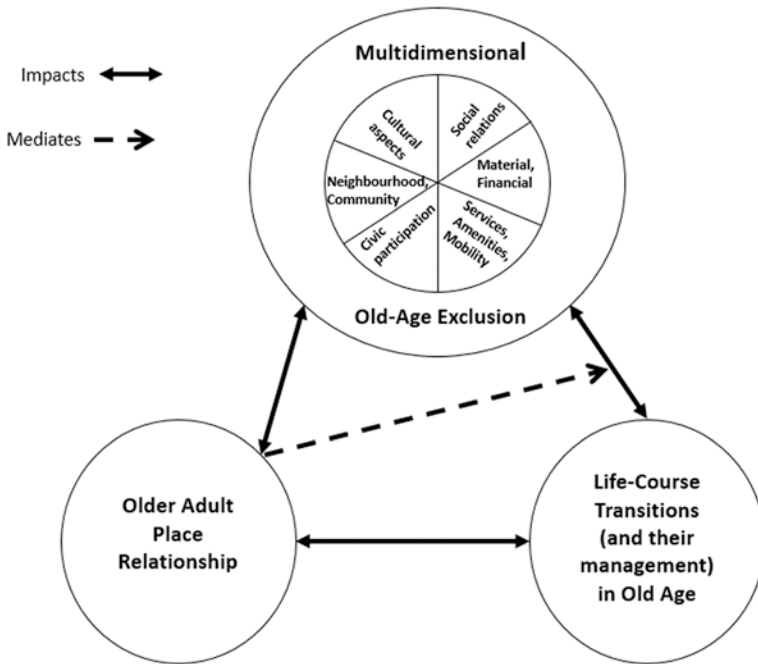 Multidimensional
Impacts
Mediates
Cultural
aspects
Social
relations
Neighbourhood,
Community
Material,
Financial
Civic
participation
Services,
Amenities,
Mobility
Old-Age Exclusion
Older Adult
Place
Relationship
Life-Course
Transitions
(and their
management)
in Old Age